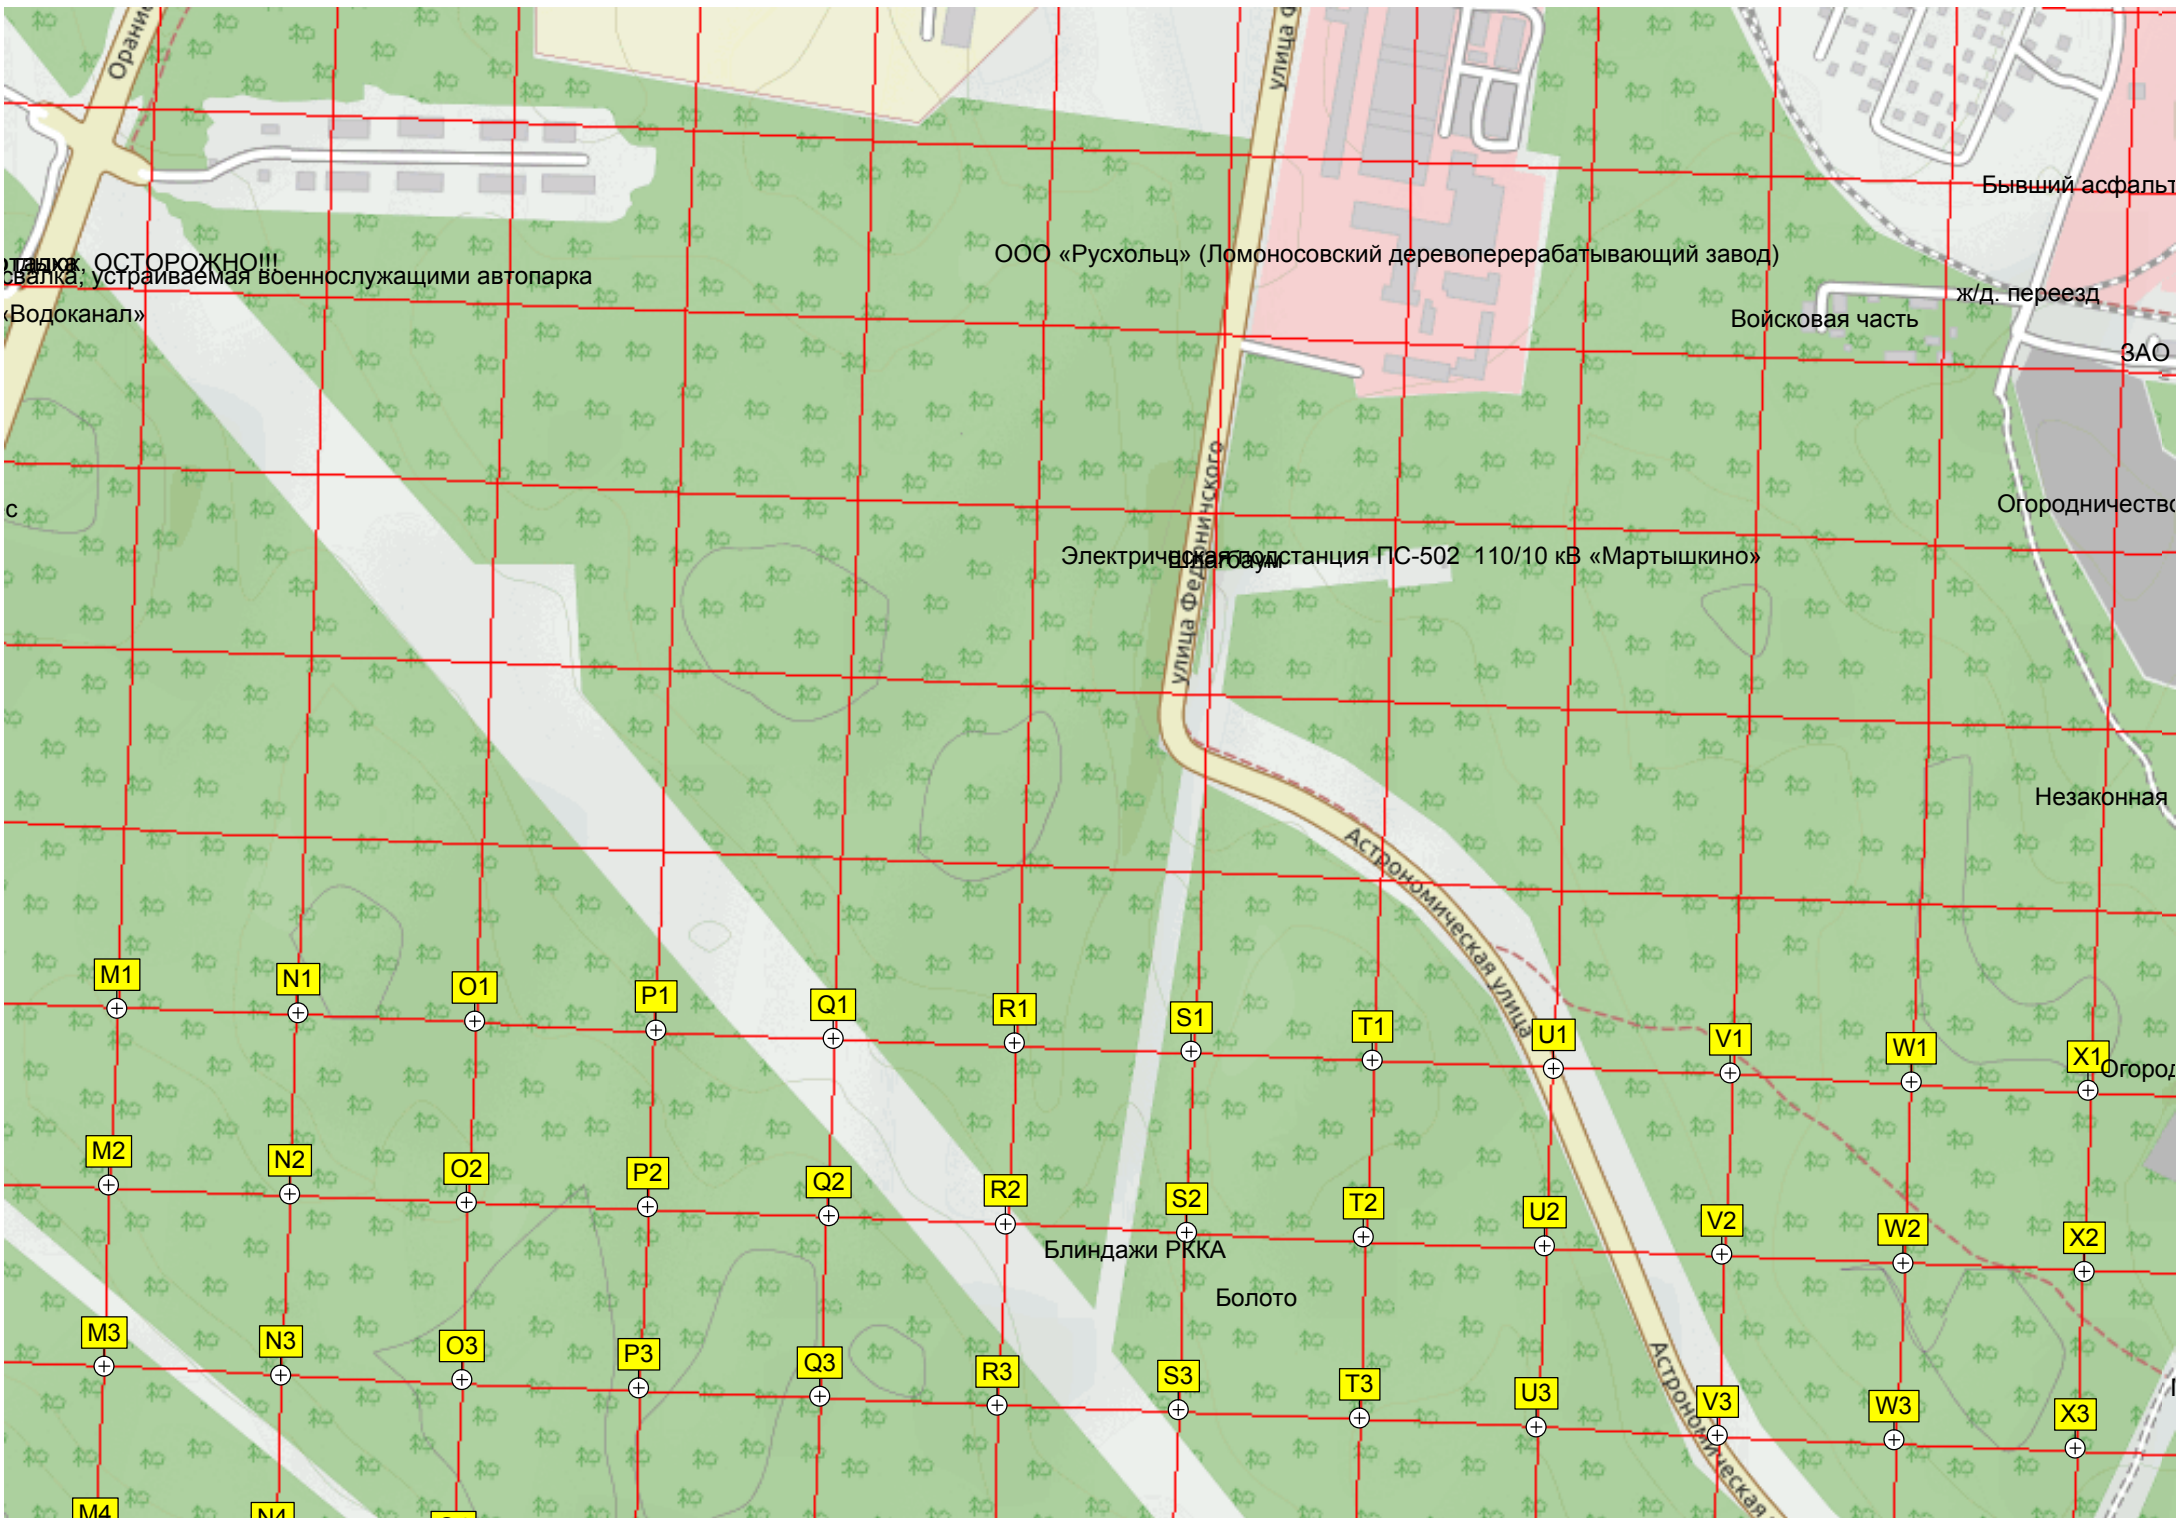 улица Ф
Бывший асфальт
ООО «Русхольц» (Ломоносовский деревоперерабатывающий завод)
ОСТОРОЖНО!!!
свалка, устраиваемая военнослужащими автопарка
«Водоканал»
ж/д. переезд
Войсковая часть
ЗАО
Огородничество
с
Электрическая подстанция ПС-502 110/10 кВ «Мартышкино»
Шлагбаум
улица Федюнинского
Незаконная
Астрономическая улица
M1 N1 O1 P1 Q1 R1 S1 T1 U1 V1 W1 X1
Огород
M2 N2 O2 P2 Q2 R2 S2 T2 U2 V2 W2 X2
Блиндажи РККА
Болото
M3 N3 O3 P3 Q3 R3 S3 T3 U3 V3 W3 X3
Астрономическая
M4 N4